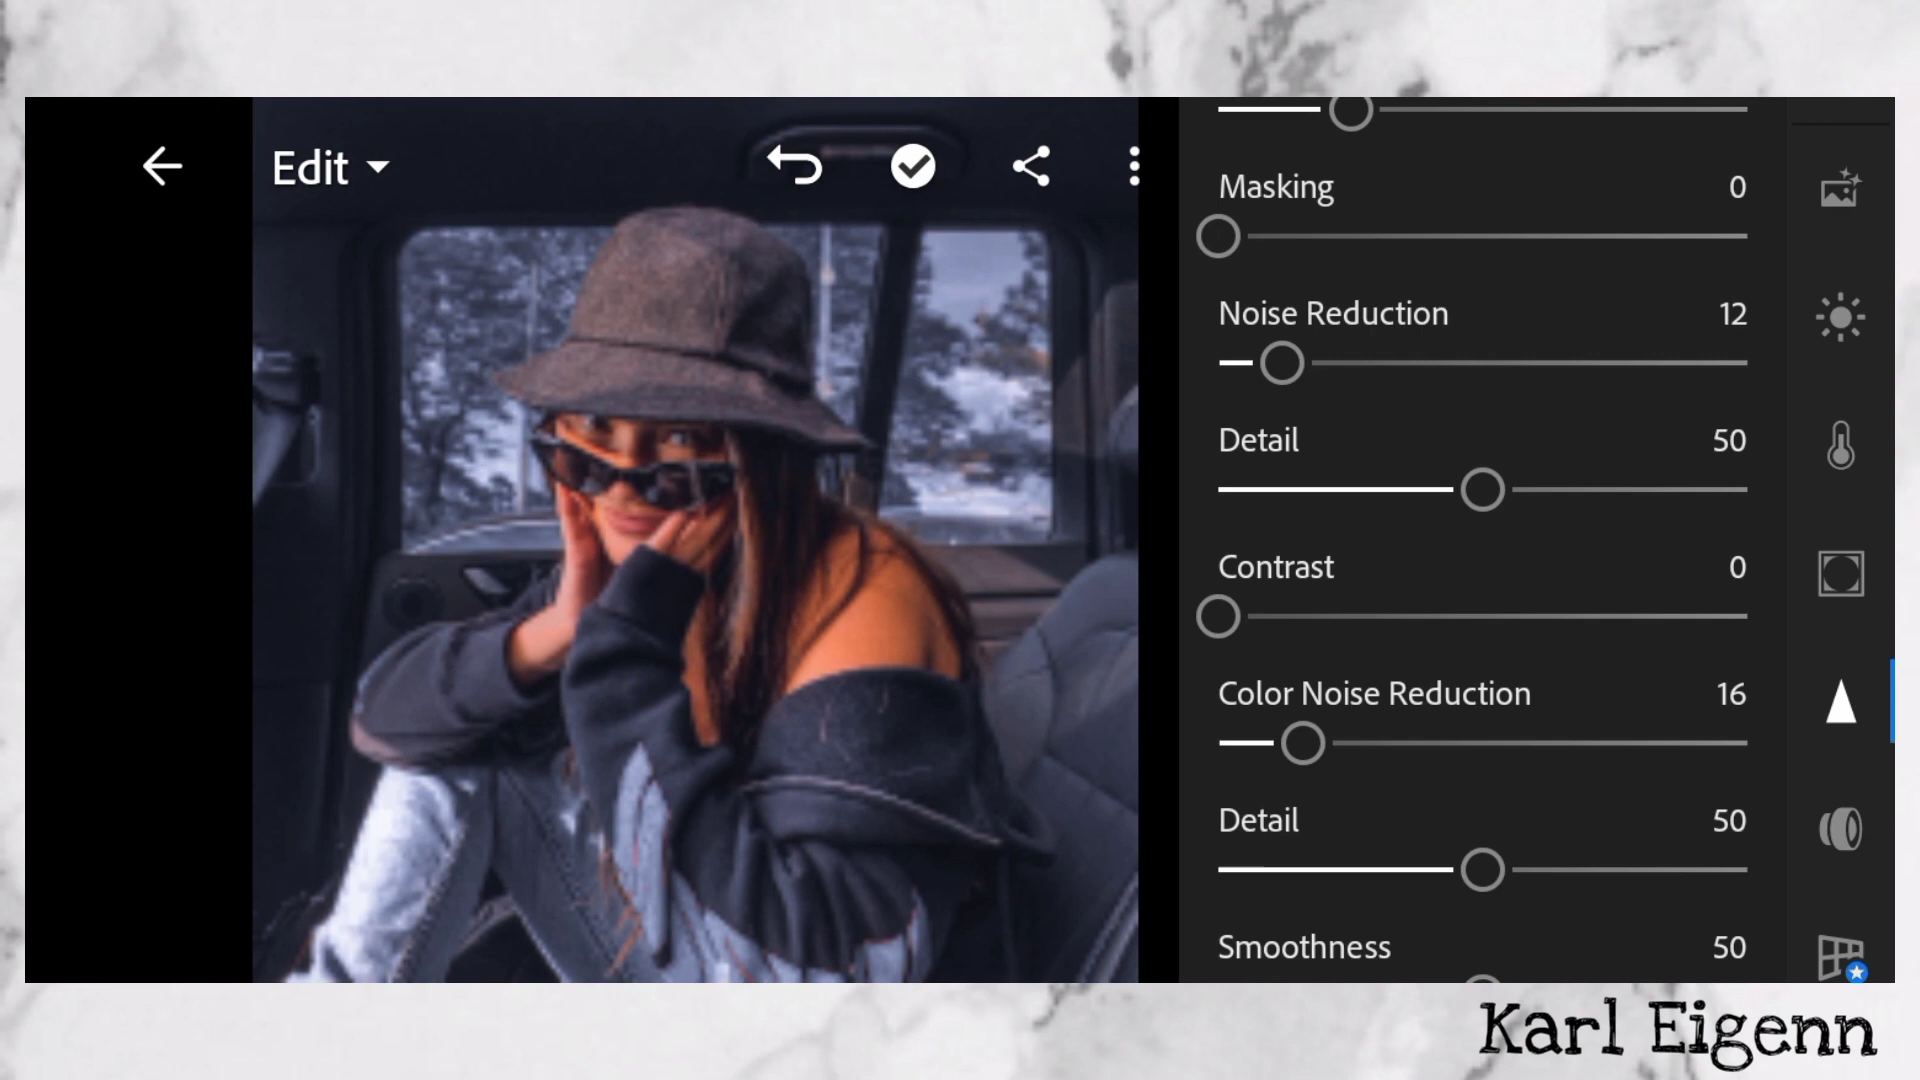 Edit
Masking 0
Noise Reduction 12
Detail 50
Contrast 0
Color Noise Reduction 16
Detail 50
Smoothness 50
Karl Eigenn